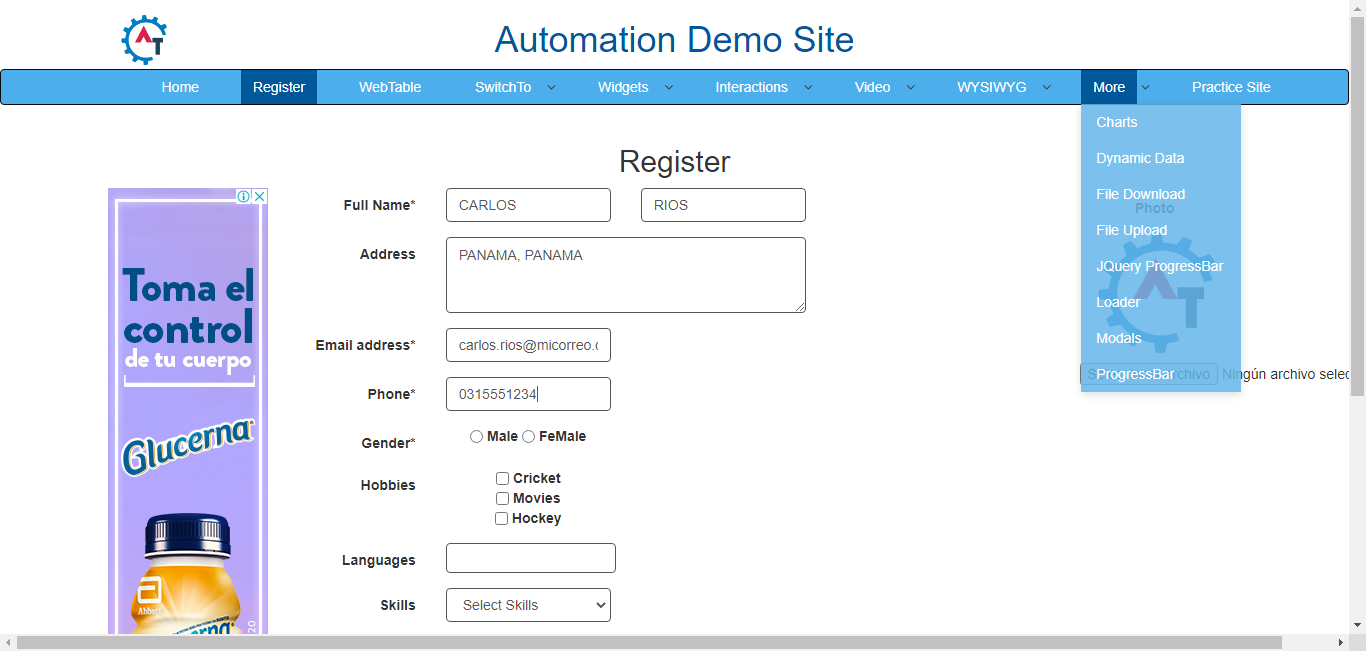 Automation Demo Site
Home Register WebTable SwitchTo Widgets Interactions Video WYSIWYG More Practice Site
Charts
Dynamic Data
File Download
File Upload
JQuery ProgressBar
Loader
Modals
ProgressBar
Register
Full Name* CARLOS RIOS
Photo
Address PANAMA, PANAMA
Email address* carlos.rios@micorreo.
Phone* 0315551234
Ningún archivo selec
Gender* Male FeMale
Hobbies Cricket
Movies
Hockey
Languages
Skills Select Skills
Toma el
control
de tu cuerpo
Glucerna
Abbott
Glucerna